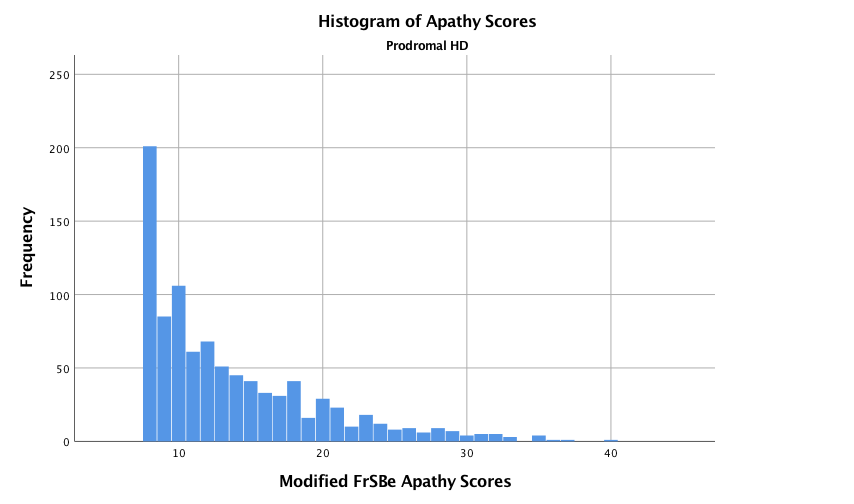 Histogram of Apathy Scores
Prodromal HD
250
200
150
100
50
0
Frequency
10 20 30 40
Modified FrSBe Apathy Scores